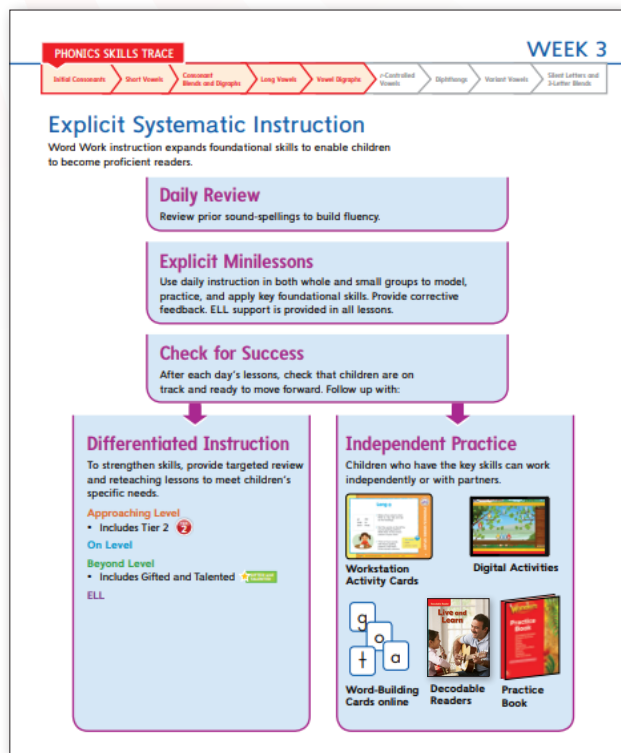 WEEK 3
PHONICS SKILLS TRACE
Initial Consonants
Short Vowels
Consonant
Blends and Digraphs
Long Vowels
Vowel Digraphs
r-Controlled
Vowels
Diphthongs
Variant Vowels
Silent Letters and
3-Letter Blends
Explicit Systematic Instruction
Word Work instruction expands foundational skills to enable children
to become proficient readers.
Daily Review
Review prior sound-spellings to build fluency.
Explicit Minilessons
Use daily instruction in both whole and small groups to model,
practice, and apply key foundational skills. Provide corrective
feedback. ELL support is provided in all lessons.
Check for Success
After each day’s lessons, check that children are on
track and ready to move forward. Follow up with:
Differentiated Instruction
To strengthen skills, provide targeted review
and reteaching lessons to meet children’s
specific needs.
Approaching Level
• Includes Tier 2
2
On Level
Beyond Level
• Includes Gifted and Talented
ELL
Independent Practice
Children who have the key skills can work
independently or with partners.
Workstation
Activity Cards
Digital Activities
g
o
t
a
Word-Building
Cards online
Live and
Learn
Decodable
Readers
Wonders
Practice
Book
Practice
Book